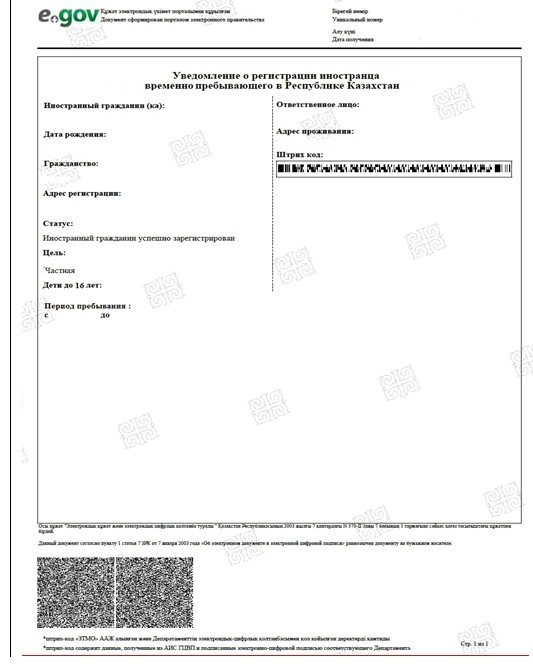 e.gov
Құжат электрондық үкімет порталымен құрылған
Документ сформирован порталом электронного правительства
Бірегей нөмір
Уникальный номер
Алу күні
Дата получения
Уведомление о регистрации иностранца
временно пребывающего в Республике Казахстан
Иностранный гражданин (ка):
Дата рождения:
Гражданство:
Адрес регистрации:
Статус:
Иностранный гражданин успешно зарегистрирован
Цель:
Частная
Дети до 16 лет:
Период пребывания :
с до
Ответственное лицо:
Адрес проживания:
Штрих код:
Осы құжат "Электрондық құжат және электрондық цифрлық қолтаңба туралы" Қазақстан Республикасының 2003 жылғы 7 қаңтардағы N 370-II Заңы 7 бабының 1 тармағына сәйкес қағаз тасығыштағы құжатпен
бірдей.
Данный документ согласно пункту 1 статьи 7 ЗРК от 7 января 2003 года «Об электронном документе и электронной цифровой подписи» равнозначен документу на бумажном носителе.
*штрих-код «ЗТМО» ААЖ алынған және Департаменттің электрондық-цифрлық қолтаңбасымен қол қойылған деректерді қамтиды
*штрих-код содержит данные, полученные из АИС ГЦВП и подписанные электронно-цифровой подписью соответствующего Департамента
Стр. 1 из 1